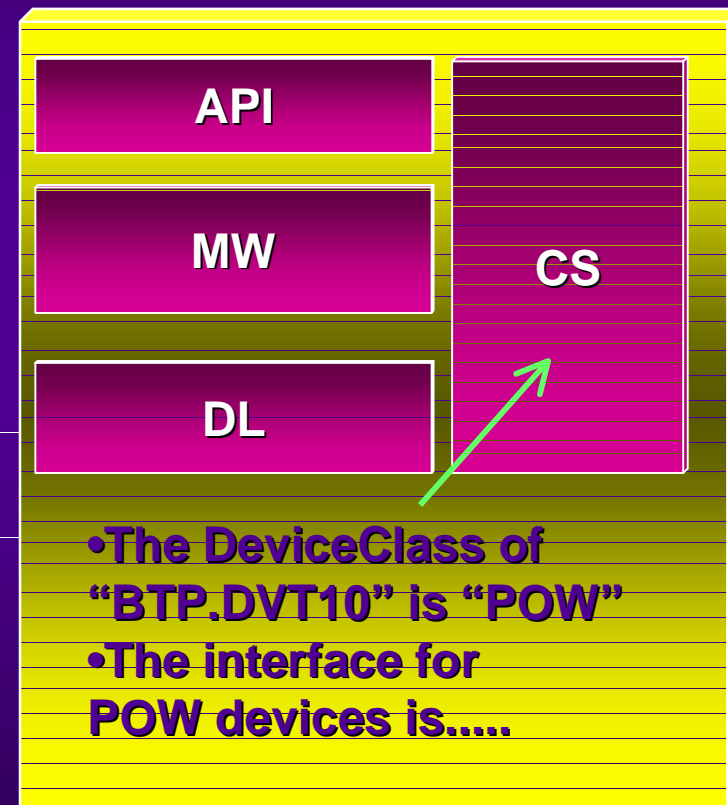 API
MW
CS
DL
•The DeviceClass of
“BTP.DVT10” is “POW”
•The interface for
POW devices is.....